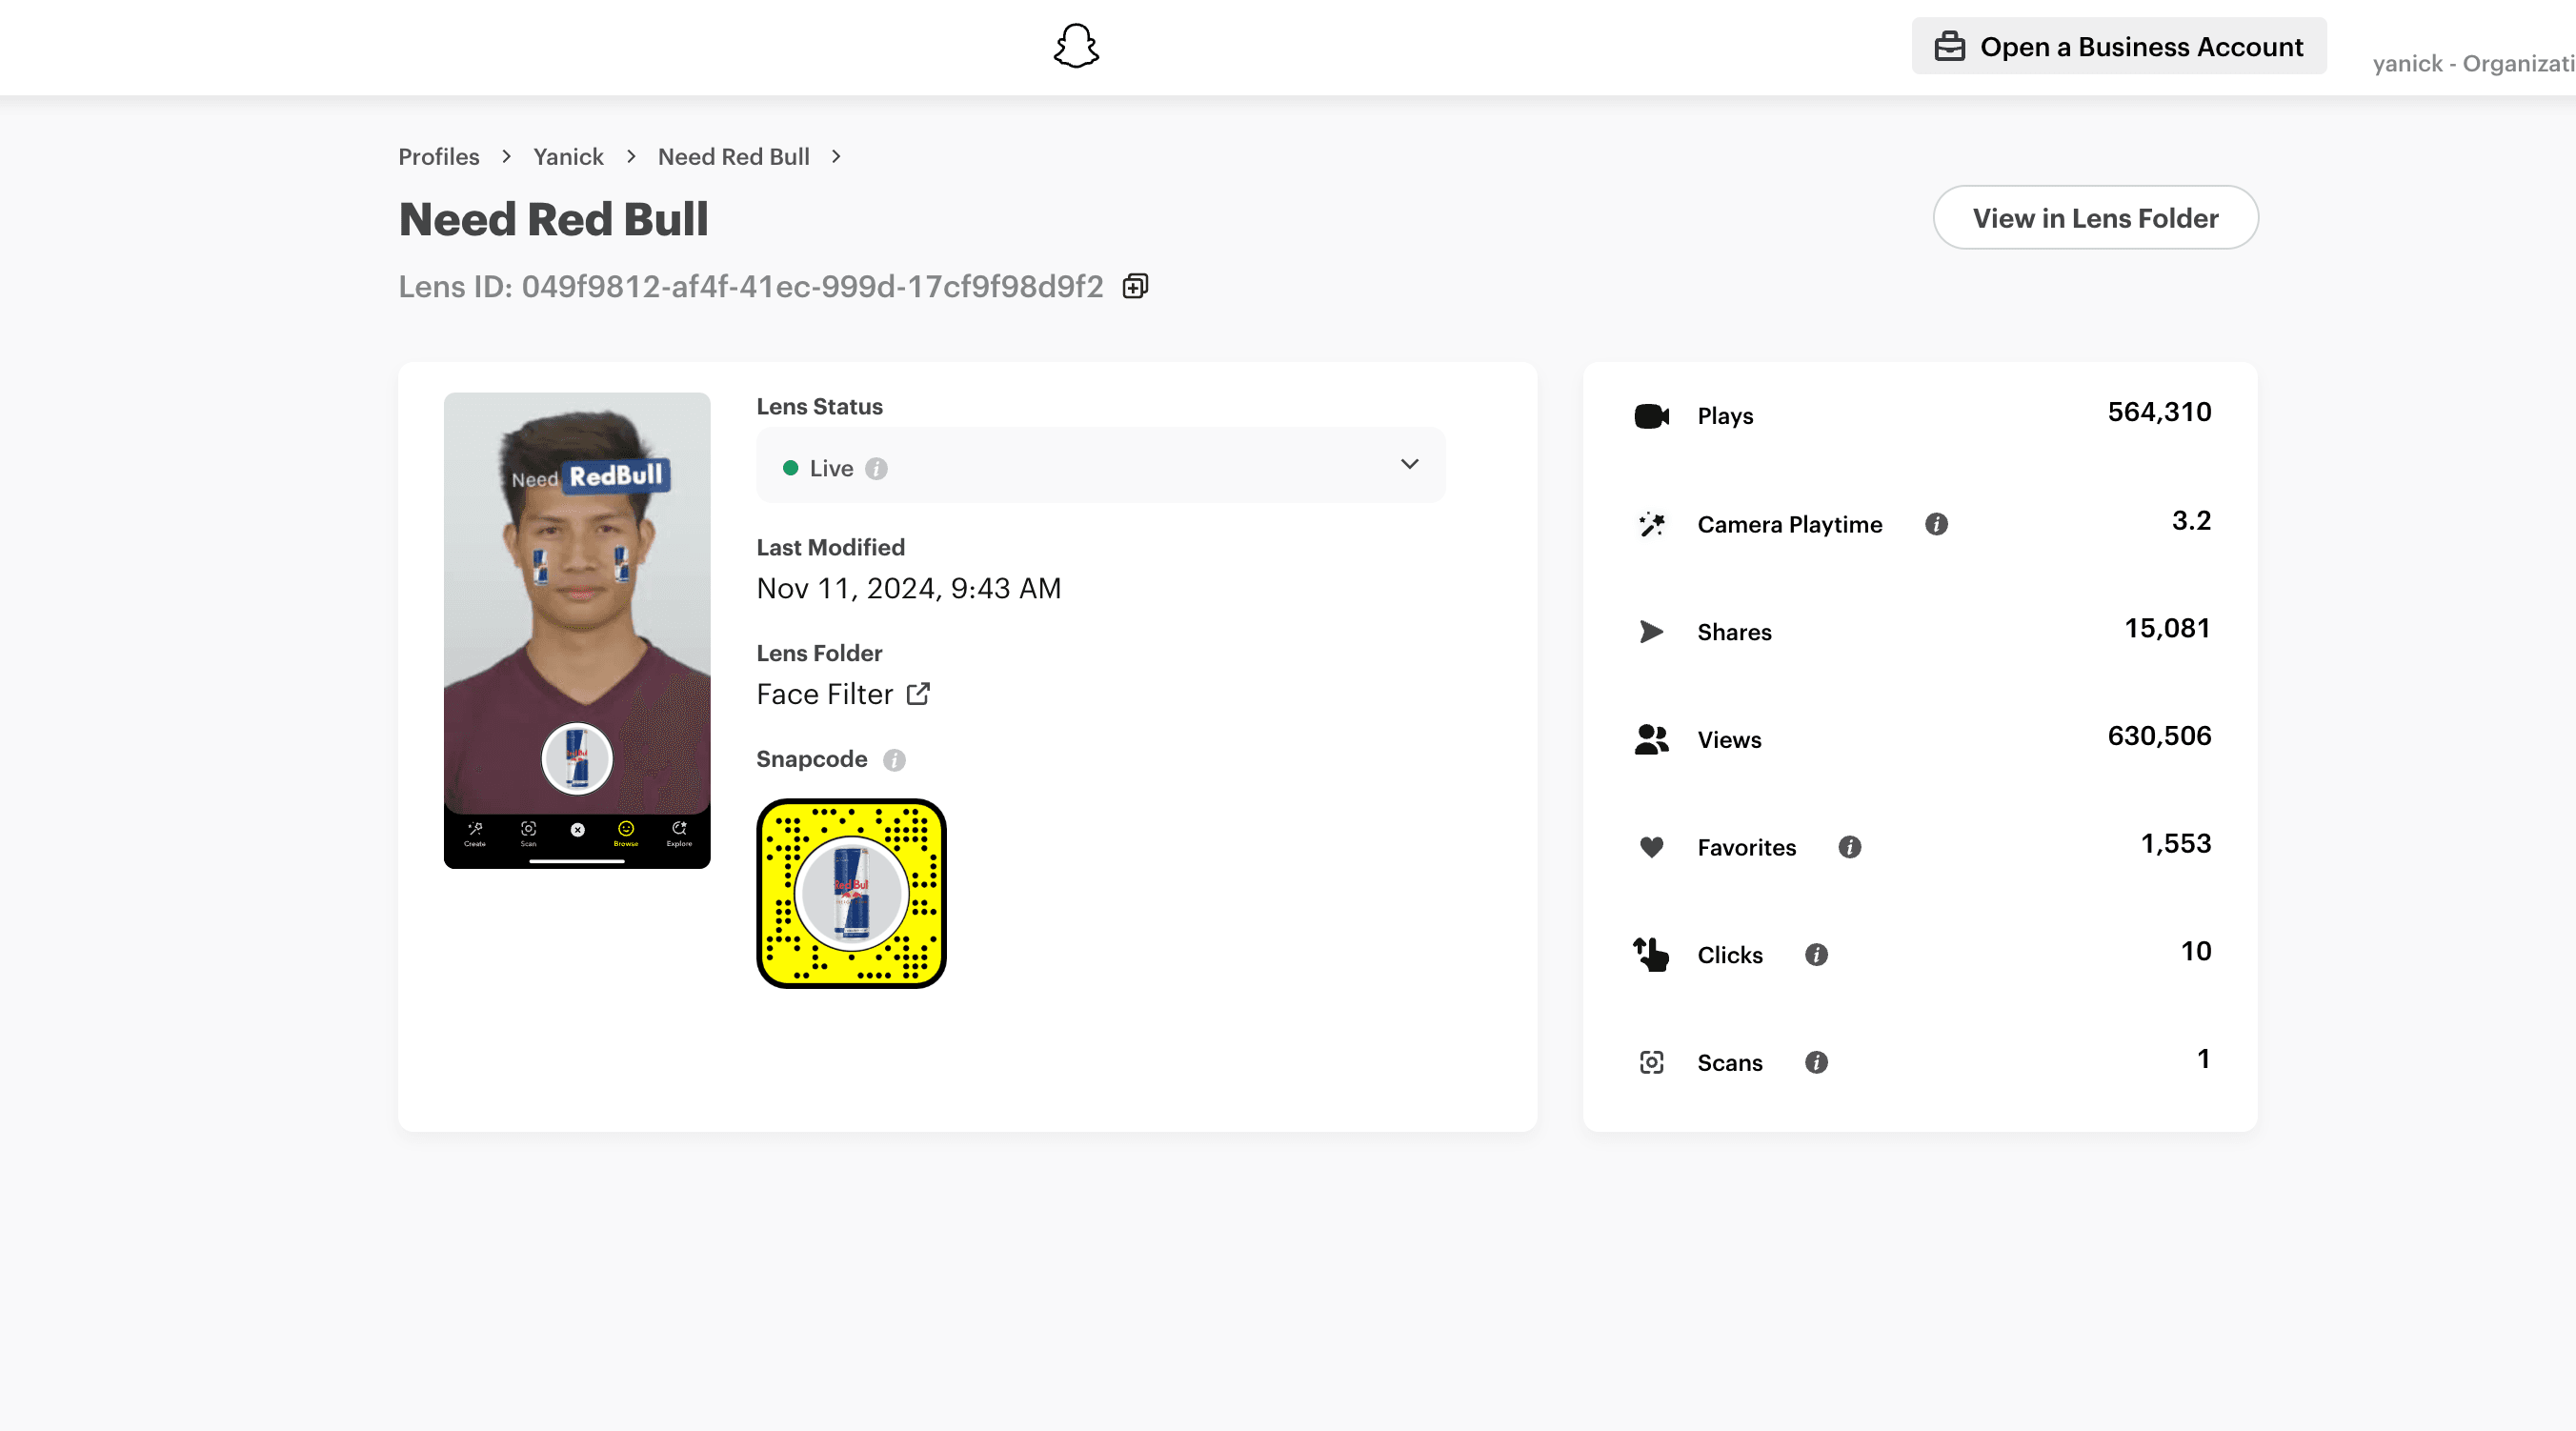 Open a Business Account
yanick - Organizati
Profiles > Yanick > Need Red Bull >
Need Red Bull
View in Lens Folder
Lens ID: 049f9812-af4f-41ec-999d-17cf9f98d9f2
Need RedBull
Create
Scan
Browse
Explore
Lens Status
Live
Last Modified
Nov 11, 2024, 9:43 AM
Lens Folder
Face Filter
Snapcode
Red Bul
Plays 564,310
Camera Playtime 3.2
Shares 15,081
Views 630,506
Favorites 1,553
Clicks 10
Scans 1